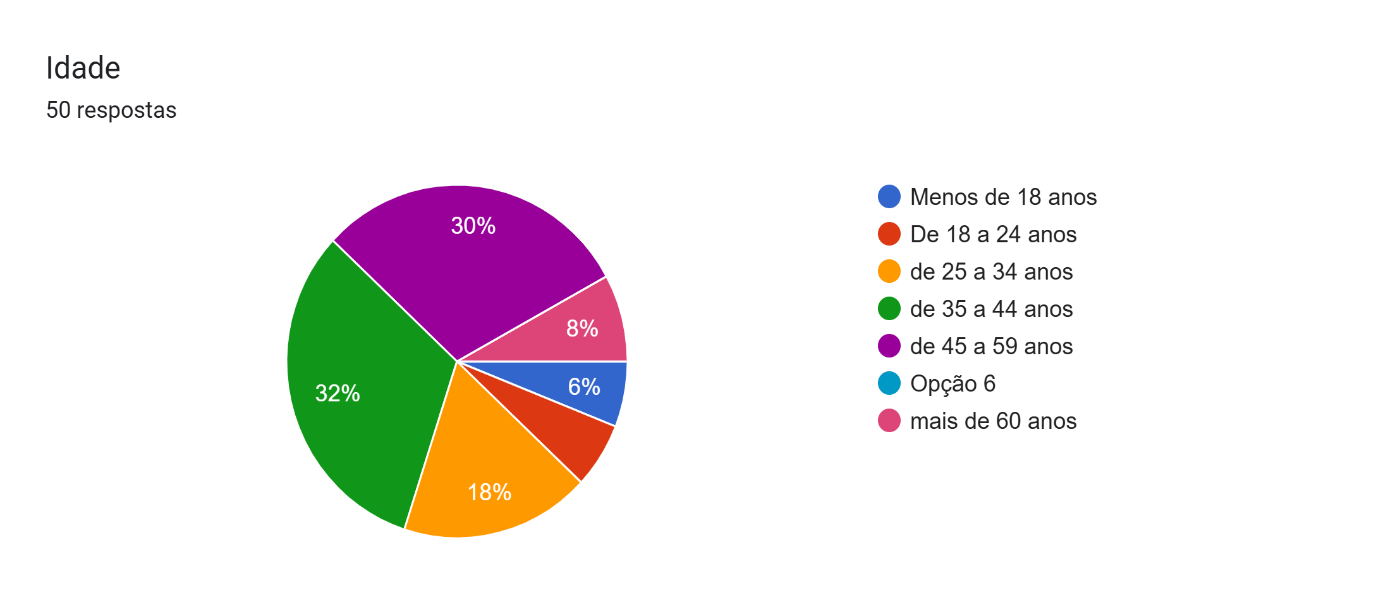 Idade
50 respostas
30%
8%
6%
32%
18%
Menos de 18 anos
De 18 a 24 anos
de 25 a 34 anos
de 35 a 44 anos
de 45 a 59 anos
Opção 6
mais de 60 anos